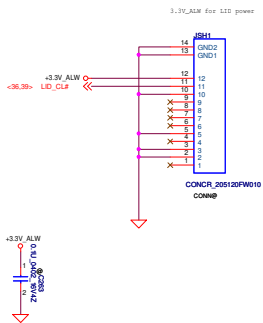 3.3V_ALW for LID power
JSH1
14 GND2
13 GND1
+3.3V_ALW 12 12
<36,39> LID_CL# 11 11
10 10
9 9
8 8
7 7
6 6
5 5
4 4
3 3
2 2
1 1
CONCR_205120FW010
CONN@
+3.3V_ALW
1
2
@C263
0.1U_0402_16V4Z